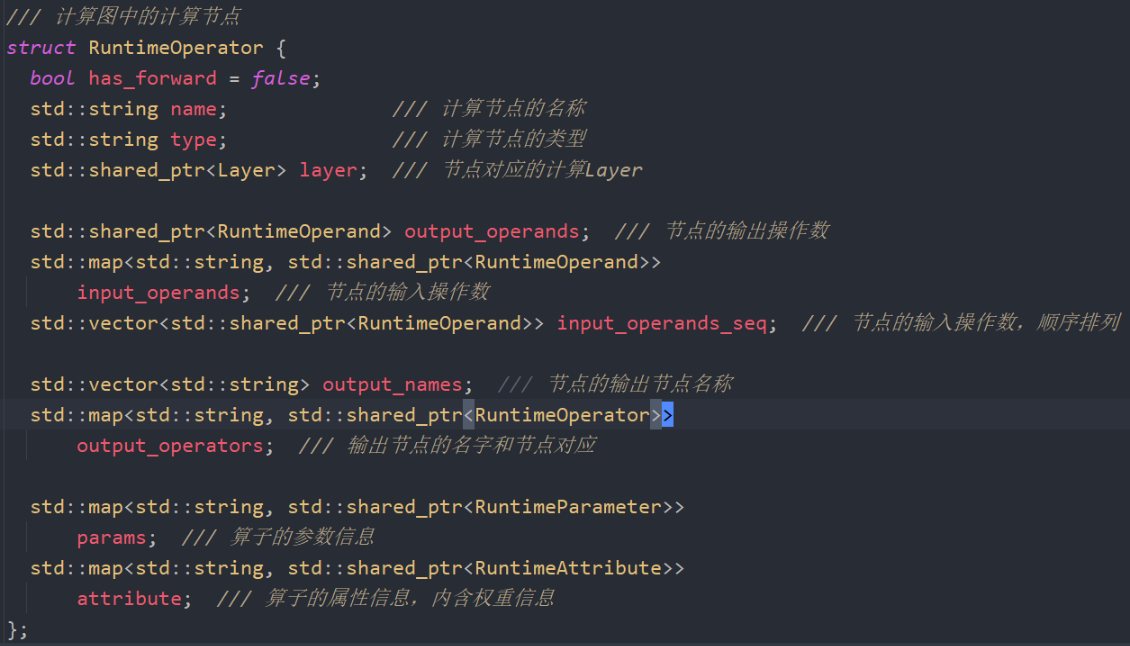 /// 计算图中的计算节点
struct RuntimeOperator {
  bool has_forward = false;
  std::string name;              /// 计算节点的名称
  std::string type;              /// 计算节点的类型
  std::shared_ptr<Layer> layer;  /// 节点对应的计算Layer

  std::shared_ptr<RuntimeOperand> output_operands;  /// 节点的输出操作数
  std::map<std::string, std::shared_ptr<RuntimeOperand>>
      input_operands;  /// 节点的输入操作数
  std::vector<std::shared_ptr<RuntimeOperand>> input_operands_seq;  /// 节点的输入操作数，顺序排列

  std::vector<std::string> output_names;  /// 节点的输出节点名称
  std::map<std::string, std::shared_ptr<RuntimeOperator>>
      output_operators;  /// 输出节点的名字和节点对应

  std::map<std::string, std::shared_ptr<RuntimeParameter>>
      params;  /// 算子的参数信息
  std::map<std::string, std::shared_ptr<RuntimeAttribute>>
      attribute;  /// 算子的属性信息，内含权重信息
};